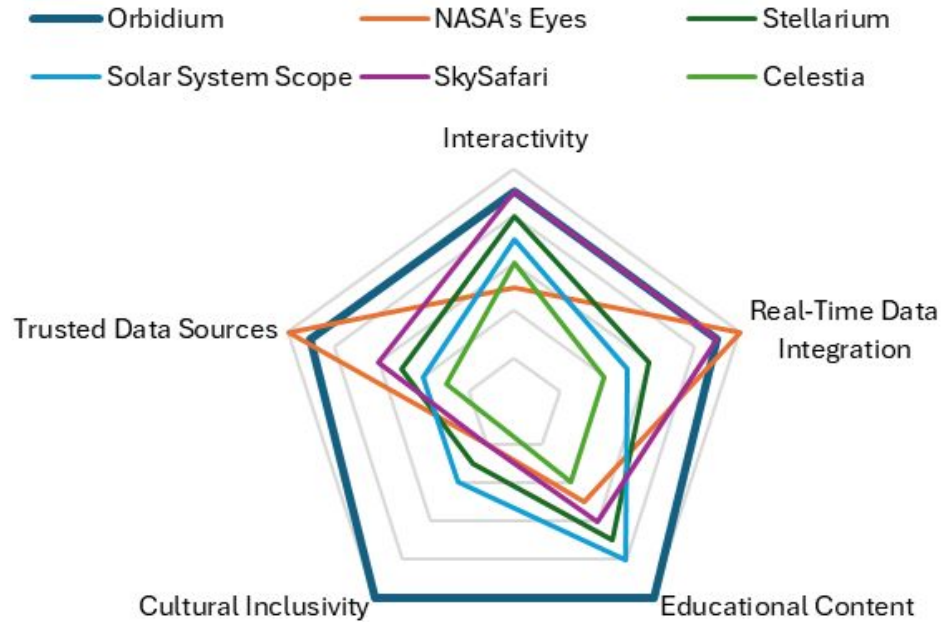 Orbidium
NASA's Eyes
Stellarium
Solar System Scope
SkySafari
Celestia
Interactivity
Real-Time Data
Integration
Trusted Data Sources
Cultural Inclusivity
Educational Content